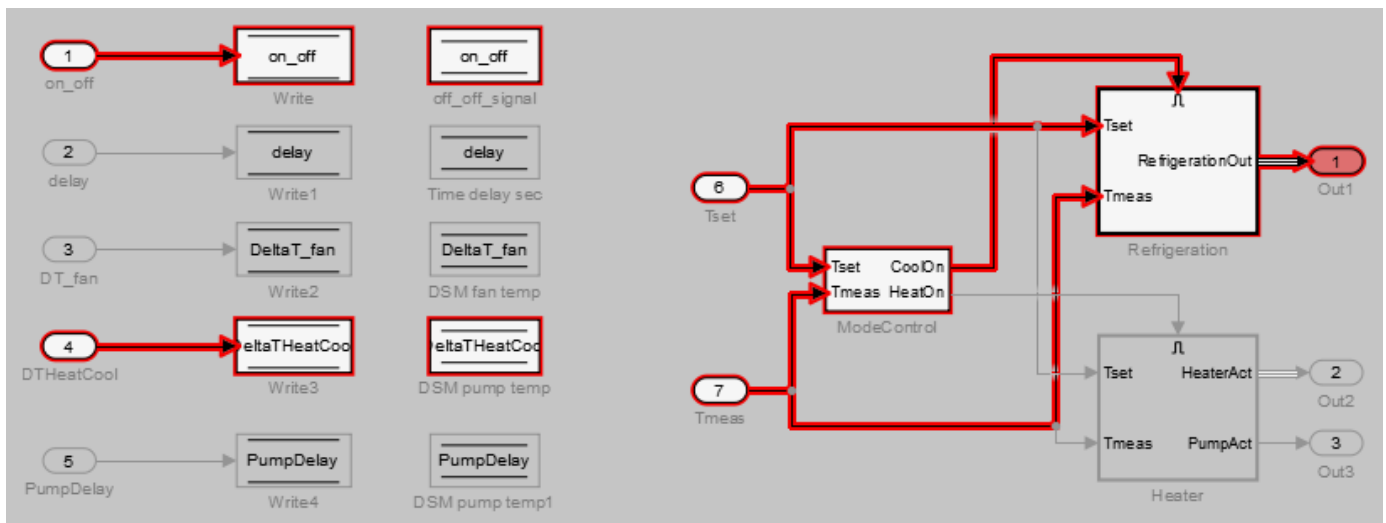 1
on_off
on_off
Write
on_off
off_off_signal
2
delay
delay
Write1
delay
Time delay sec
3
DT_fan
DeltaT_fan
Write2
DeltaT_fan
DSM fan temp
4
DTHeatCool
eltaTHeatCoo
Write3
eltaTHeatCoo
DSM pump temp
5
PumpDelay
PumpDelay
Write4
PumpDelay
DSM pump temp1
6
Tset
7
Tmeas
Tset CoolOn
Tmeas HeatOn
ModeControl
Tset
RefrigerationOut
Tmeas
Refrigeration
1
Out1
Tset HeaterAct
Tmeas PumpAct
Heater
2
Out2
3
Out3